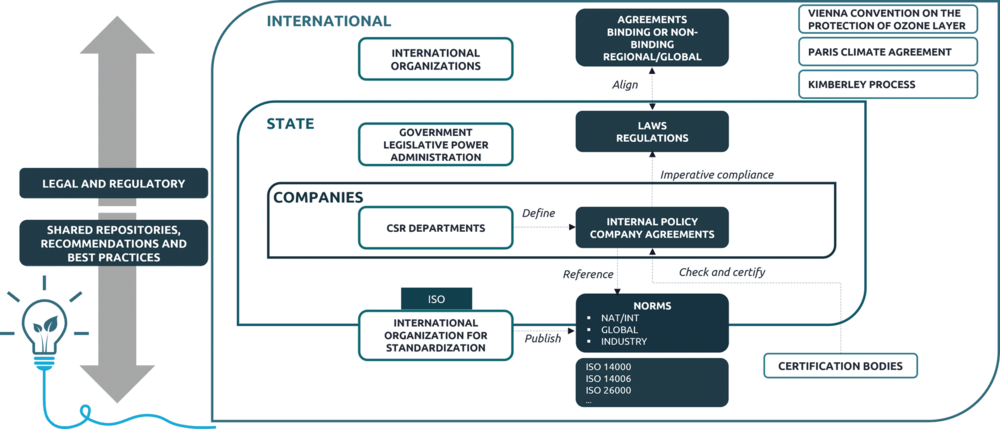 INTERNATIONAL
AGREEMENTS
BINDING OR NON-
BINDING
REGIONAL/GLOBAL
VIENNA CONVENTION ON THE
PROTECTION OF OZONE LAYER
INTERNATIONAL
ORGANIZATIONS
PARIS CLIMATE AGREEMENT
KIMBERLEY PROCESS
Align
STATE
GOVERNMENT
LEGISLATIVE POWER
ADMINISTRATION
LAWS
REGULATIONS
Imperative compliance
LEGAL AND REGULATORY
COMPANIES
CSR DEPARTMENTS
Define
INTERNAL POLICY
COMPANY AGREEMENTS
SHARED REPOSITORIES,
RECOMMENDATIONS AND
BEST PRACTICES
Reference
Check and certify
ISO
INTERNATIONAL
ORGANIZATION FOR
STANDARDIZATION
Publish
NORMS
▪ NAT/INT
▪ GLOBAL
▪ INDUSTRY
CERTIFICATION BODIES
ISO 14000
ISO 14006
ISO 26000
...